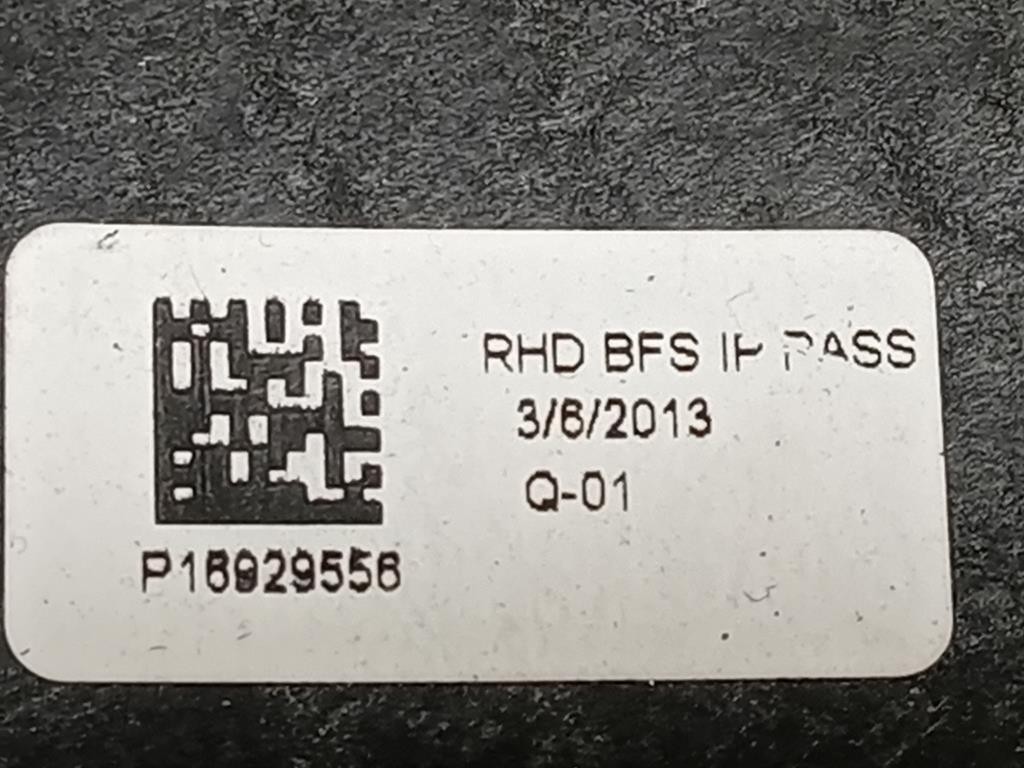 RHD BFS IP PASS
3/6/2013
Q-01
P16929556